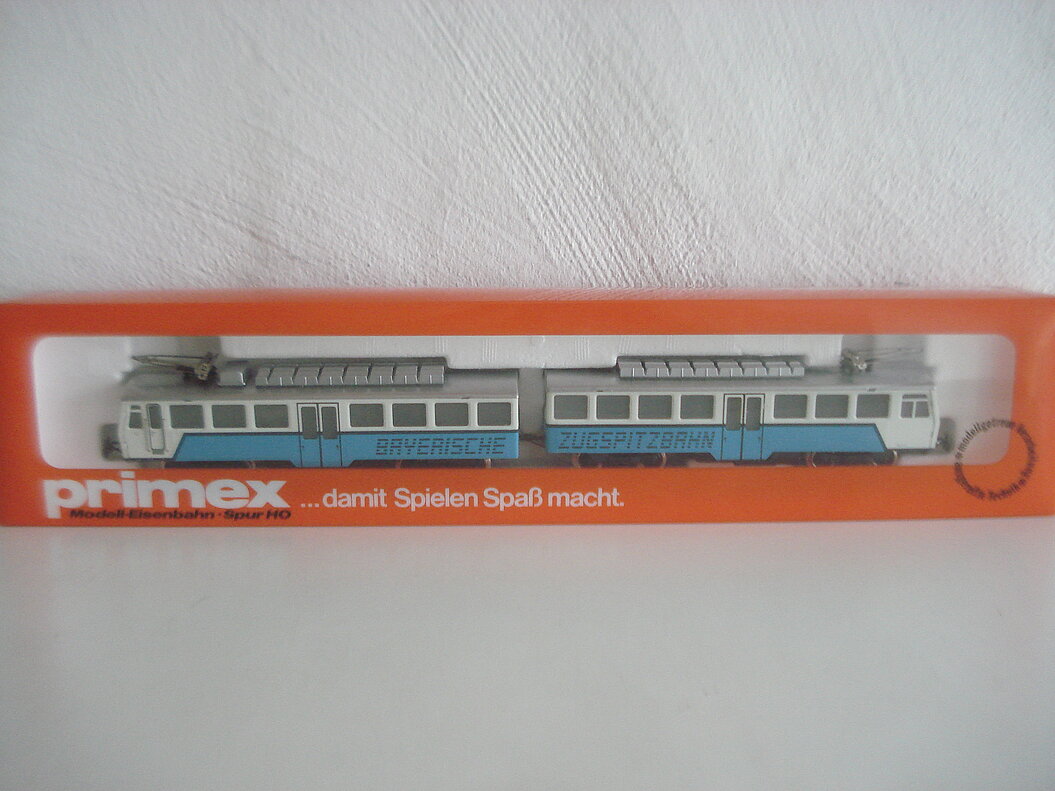 BAYERISCHE ZUGSPITZBAHN
primex ...damit Spielen Spaß macht.
Modell-Eisenbahn · Spur HO